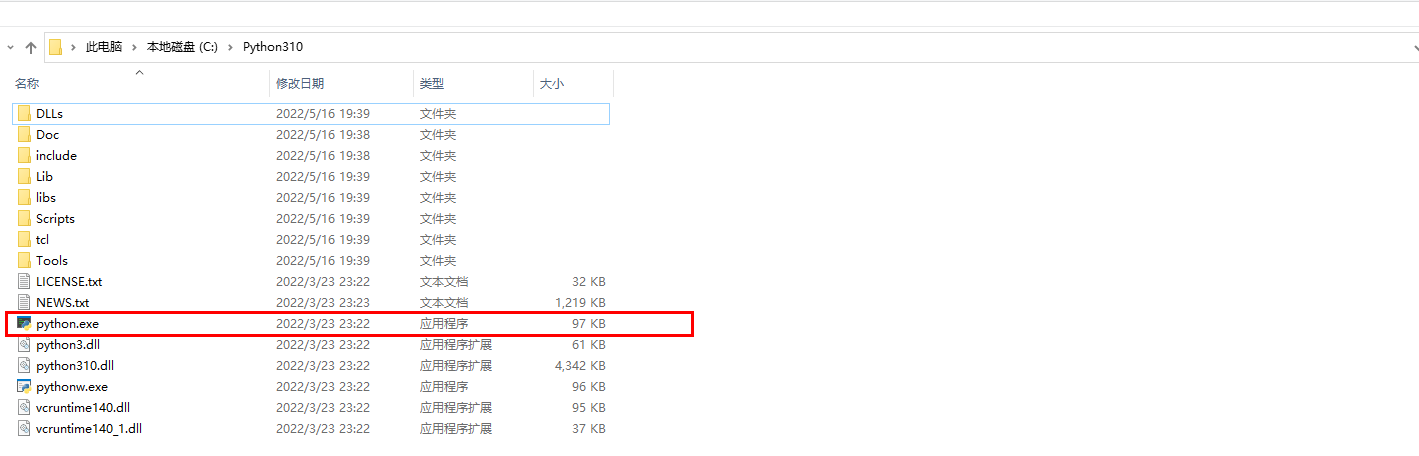 此电脑 › 本地磁盘 (C:) › Python310
名称 修改日期 类型 大小
DLLs 2022/5/16 19:39 文件夹
Doc 2022/5/16 19:38 文件夹
include 2022/5/16 19:38 文件夹
Lib 2022/5/16 19:39 文件夹
libs 2022/5/16 19:39 文件夹
Scripts 2022/5/16 19:39 文件夹
tcl 2022/5/16 19:39 文件夹
Tools 2022/5/16 19:39 文件夹
LICENSE.txt 2022/3/23 23:22 文本文档 32 KB
NEWS.txt 2022/3/23 23:23 文本文档 1,219 KB
python.exe 2022/3/23 23:22 应用程序 97 KB
python3.dll 2022/3/23 23:22 应用程序扩展 61 KB
python310.dll 2022/3/23 23:22 应用程序扩展 4,342 KB
pythonw.exe 2022/3/23 23:22 应用程序 96 KB
vcruntime140.dll 2022/3/23 23:22 应用程序扩展 95 KB
vcruntime140_1.dll 2022/3/23 23:22 应用程序扩展 37 KB